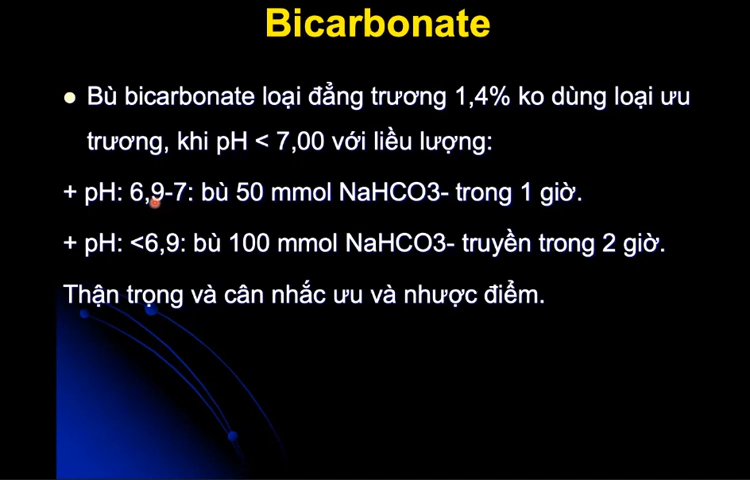 Bicarbonate
● Bù bicarbonate loại đẳng trương 1,4% ko dùng loại ưu
trương, khi pH < 7,00 với liều lượng:
+ pH: 6,9-7: bù 50 mmol NaHCO3- trong 1 giờ.
+ pH: <6,9: bù 100 mmol NaHCO3- truyền trong 2 giờ.
Thận trọng và cân nhắc ưu và nhược điểm.